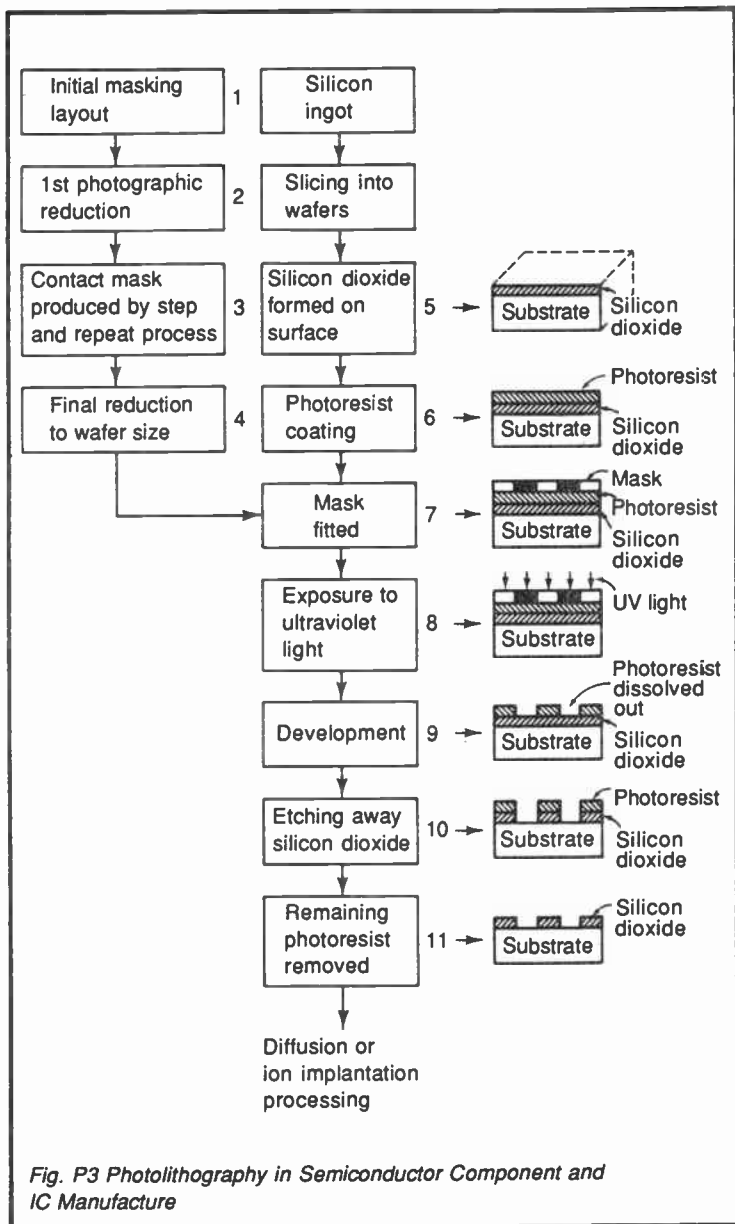 Initial masking
layout
1
Silicon
ingot
1st photographic
reduction
2
Slicing into
wafers
Contact mask
produced by step
and repeat process
3
Silicon dioxide
formed on
surface
5
Substrate
Silicon
dioxide
Final reduction
to wafer size
4
Photoresist
coating
6
Photoresist
Substrate
Silicon
dioxide
Mask
fitted
7
Mask
Photoresist
Substrate
Silicon
dioxide
Exposure to
ultraviolet
light
8
UV light
Substrate
Development
9
Photoresist
dissolved
out
Substrate
Silicon
dioxide
Etching away
silicon dioxide
10
Photoresist
Substrate
Silicon
dioxide
Remaining
photoresist
removed
11
Silicon
dioxide
Substrate
Diffusion or
ion implantation
processing
Fig. P3 Photolithography in Semiconductor Component and
IC Manufacture